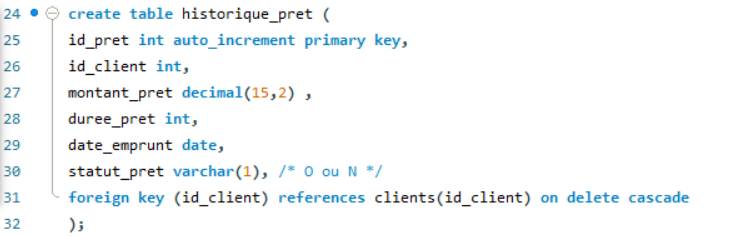 24 create table historique_pret (
25 id_pret int auto_increment primary key,
26 id_client int,
27 montant_pret decimal(15,2) ,
28 duree_pret int,
29 date_emprunt date,
30 statut_pret varchar(1), /* O ou N */
31 foreign key (id_client) references clients(id_client) on delete cascade
32 );